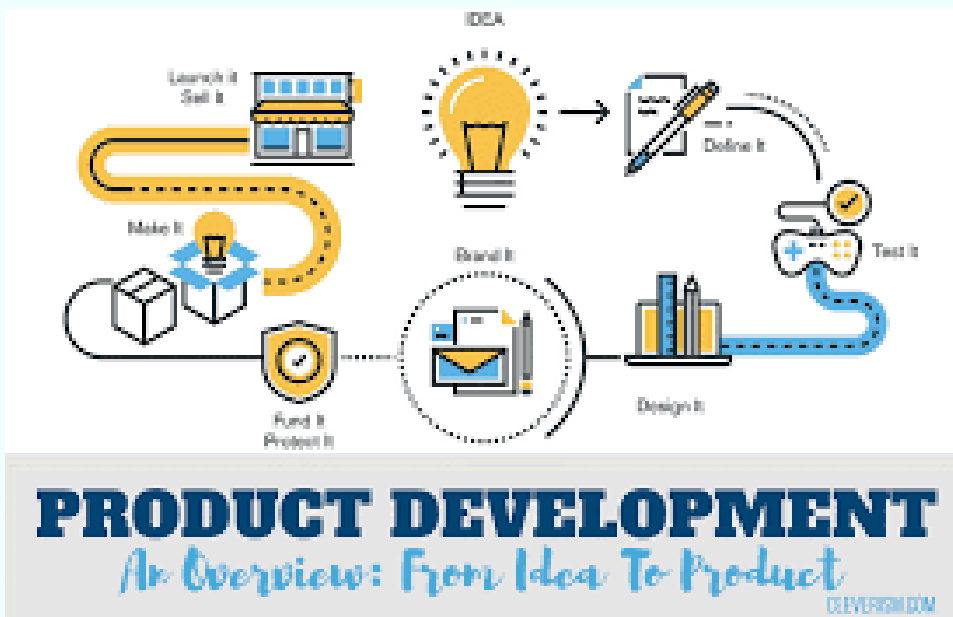 IDEA
Launch it
Sell It
Define It
Make It
Brand It
Test It
Design It
Fund It
Protect It
PRODUCT DEVELOPMENT
An Overview: From Idea To Product
CLEVERISM.COM